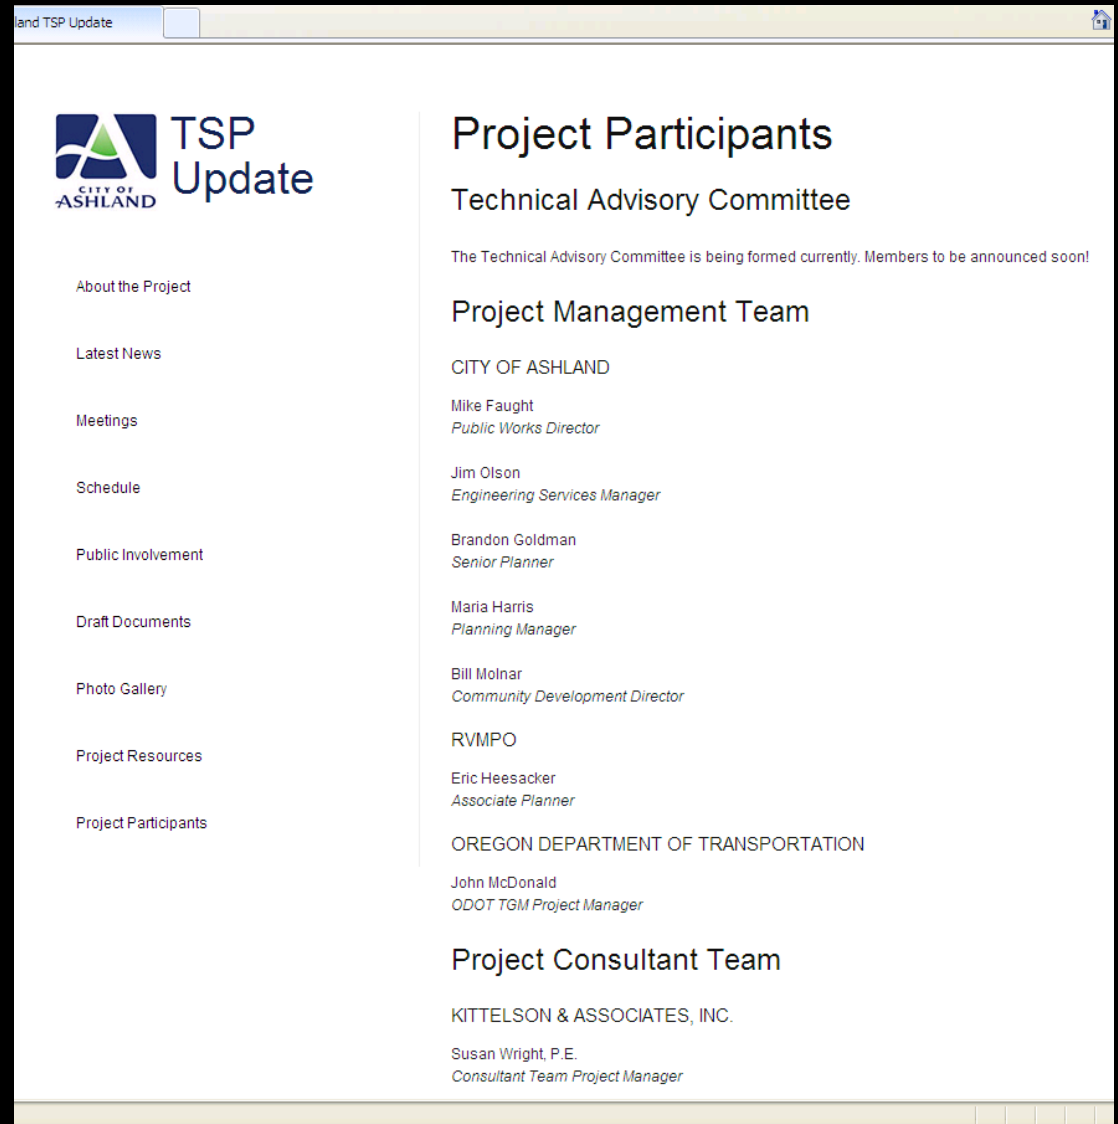 land TSP Update
TSP
Update
CITY OF
ASHLAND
About the Project
Latest News
Meetings
Schedule
Public Involvement
Draft Documents
Photo Gallery
Project Resources
Project Participants
Project Participants
Technical Advisory Committee
The Technical Advisory Committee is being formed currently. Members to be announced soon!
Project Management Team
CITY OF ASHLAND
Mike Faught
Public Works Director
Jim Olson
Engineering Services Manager
Brandon Goldman
Senior Planner
Maria Harris
Planning Manager
Bill Molnar
Community Development Director
RVMPO
Eric Heesacker
Associate Planner
OREGON DEPARTMENT OF TRANSPORTATION
John McDonald
ODOT TGM Project Manager
Project Consultant Team
KITTELSON & ASSOCIATES, INC.
Susan Wright, P.E.
Consultant Team Project Manager